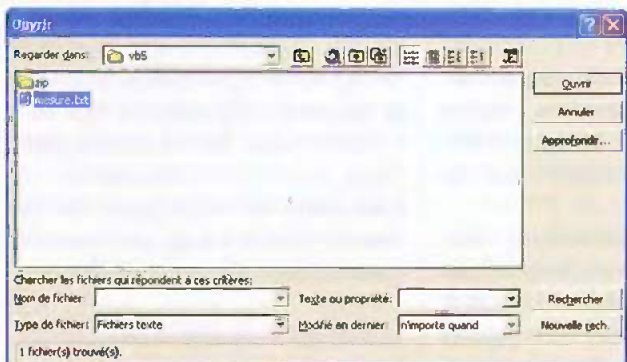 Ouvrir
Regarder dans: vb5
zip
mesure.txt
Ouvrir
Annuler
Approfondir...
Chercher les fichiers qui répondent à ces critères:
Nom de fichier: Texte ou propriété: Rechercher
Type de fichier: Fichiers texte Modifié en dernier: n'importe quand Nouvelle rech.
1 fichier(s) trouvé(s).